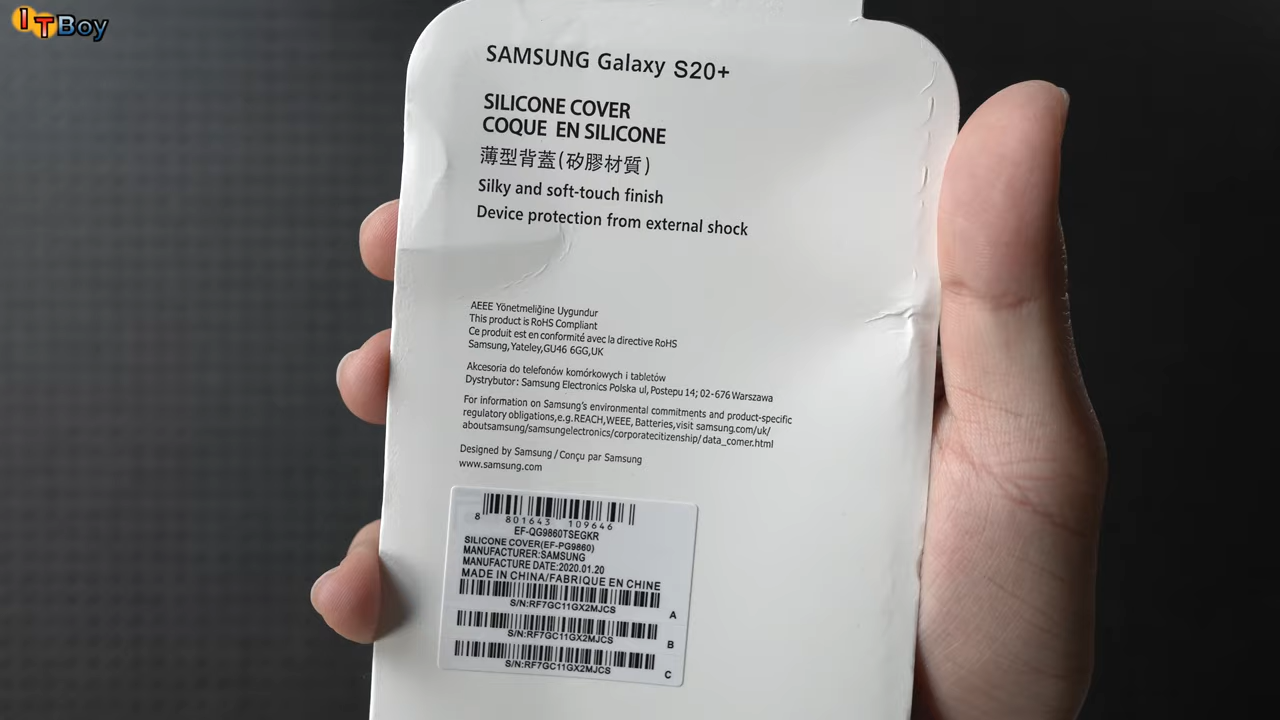 ITBoy
SAMSUNG Galaxy S20+
SILICONE COVER
COQUE EN SILICONE
薄型背蓋(矽膠材質)
Silky and soft-touch finish
Device protection from external shock
AEEE Yönetmeliğine Uygundur
This product is RoHS Compliant
Ce produit est en conformité avec la directive RoHS
Samsung,Yateley,GU46 6GG,UK
Akcesoria do telefonów komórkowych i tabletów
Dystrybutor: Samsung Electronics Polska ul, Postepu 14; 02-676 Warszawa
For information on Samsung's environmental commitments and product-specific
regulatory obligations,e.g.REACH,WEEE, Batteries,visit samsung.com/uk/
aboutsamsung/samsungelectronics/corporatecitizenship/data_corner.html
Designed by Samsung / Conçu par Samsung
www.samsung.com
8 801643 109646
EF-QG9860TSEGKR
SILICONE COVER(EF-PG9860)
MANUFACTURER:SAMSUNG
MANUFACTURE DATE:2020.01.20
MADE IN CHINA/FABRIQUE EN CHINE
S/N:RF7GC11GX2MJCS A
S/N:RF7GC11GX2MJCS B
S/N:RF7GC11GX2MJCS C